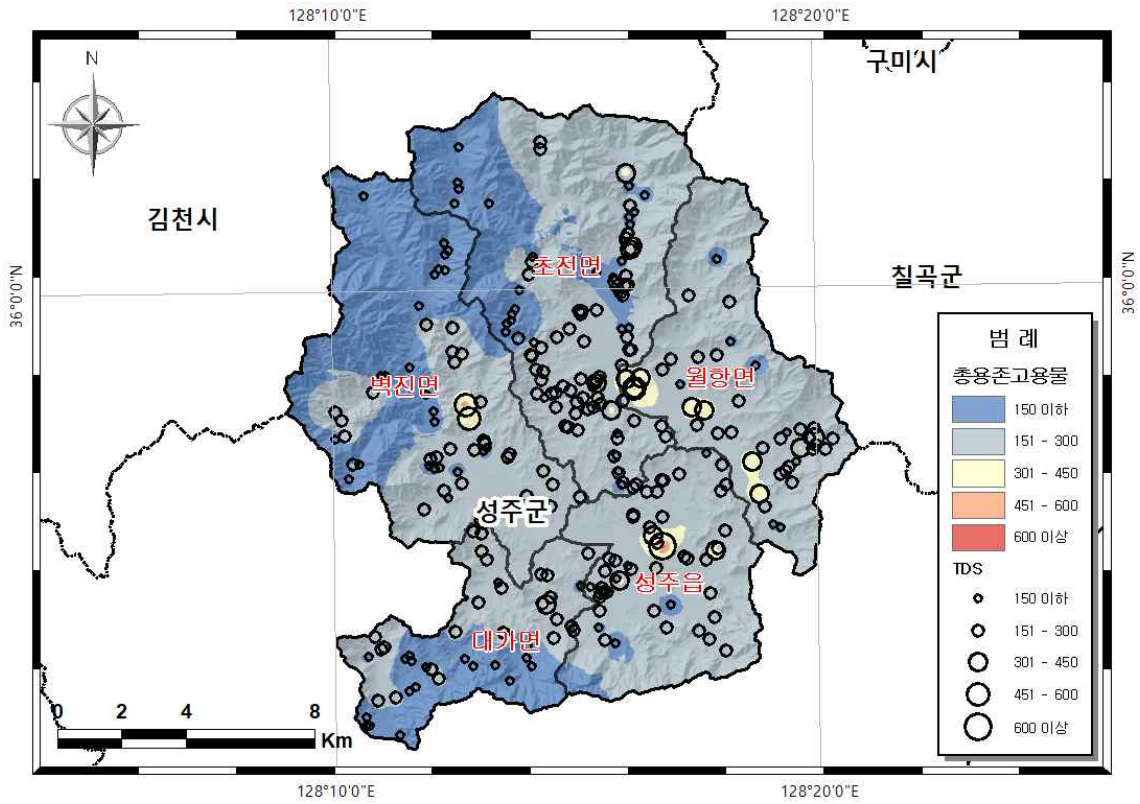 128°10'0"E
128°20'0"E
N
구미시
김천시
칠곡군
36°0'0"N
36°0'0"N
초전면
벽진면
월항면
성주군
성주읍
대가면
범 례
총용존고용물
150 이하
151 - 300
301 - 450
451 - 600
600 이상
TDS
150 이하
151 - 300
301 - 450
451 - 600
600 이상
0 2 4 8
Km
128°10'0"E
128°20'0"E